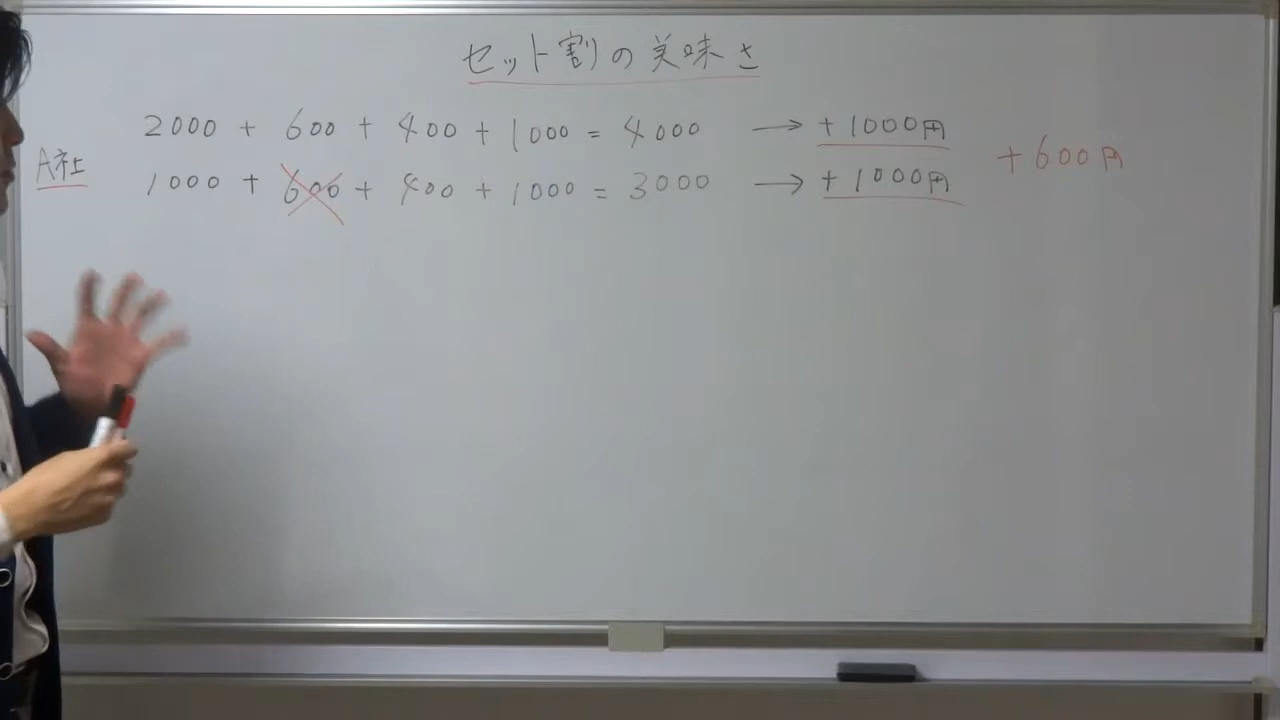 セット割の美味さ
2000 + 600 + 400 + 1000 = 4000 → +1000円
A社
+600円
1000 + 600 + 400 + 1000 = 3000 → +1000円